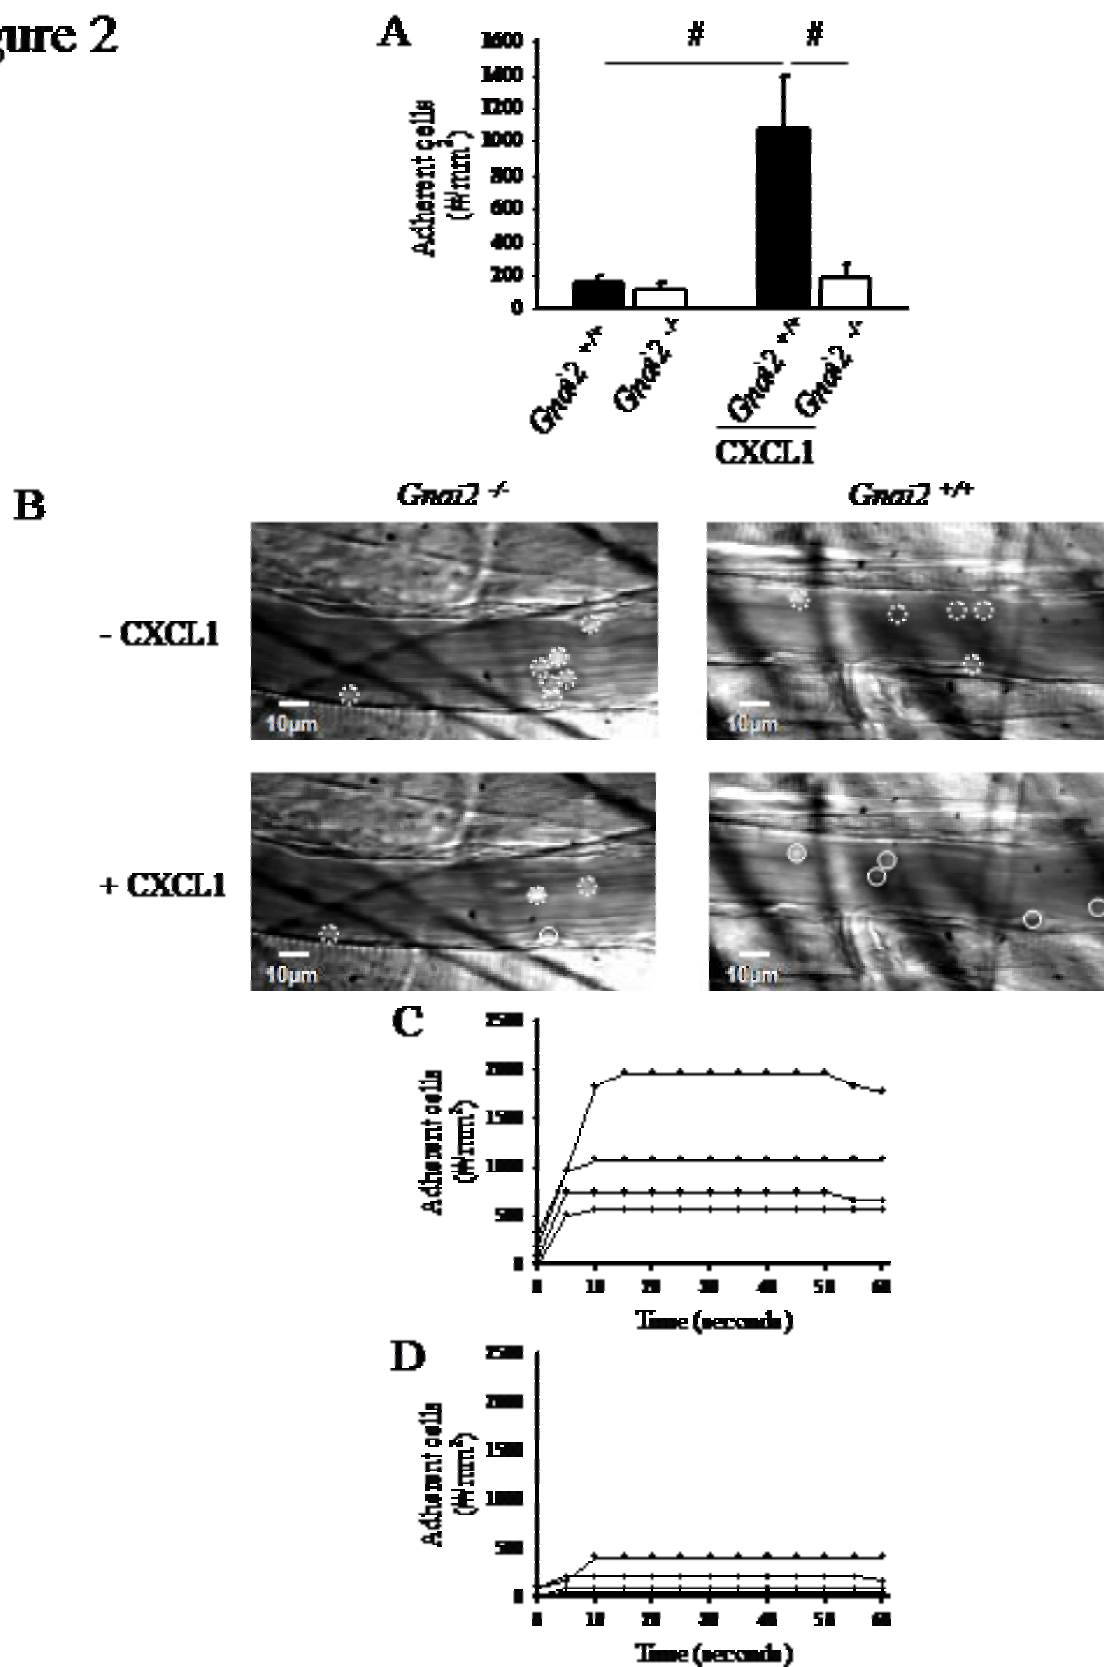 gure 2
A
1600
1400
1200
1000
800
600
400
200
0
Adherent cells
(#/mm²)
# #
Gnai2 +/+
Gnai2 -/-
Gnai2 +/+
Gnai2 -/-
CXCL1
B
Gnai2 -/- Gnai2 +/+
- CXCL1
10µm 10µm
+ CXCL1
10µm 10µm
C
2500
2000
1500
1000
500
0
Adherent cells
(#/mm²)
0 10 20 30 40 50 60
Time (seconds)
D
2500
2000
1500
1000
500
0
Adherent cells
(#/mm²)
0 10 20 30 40 50 60
Time (seconds)